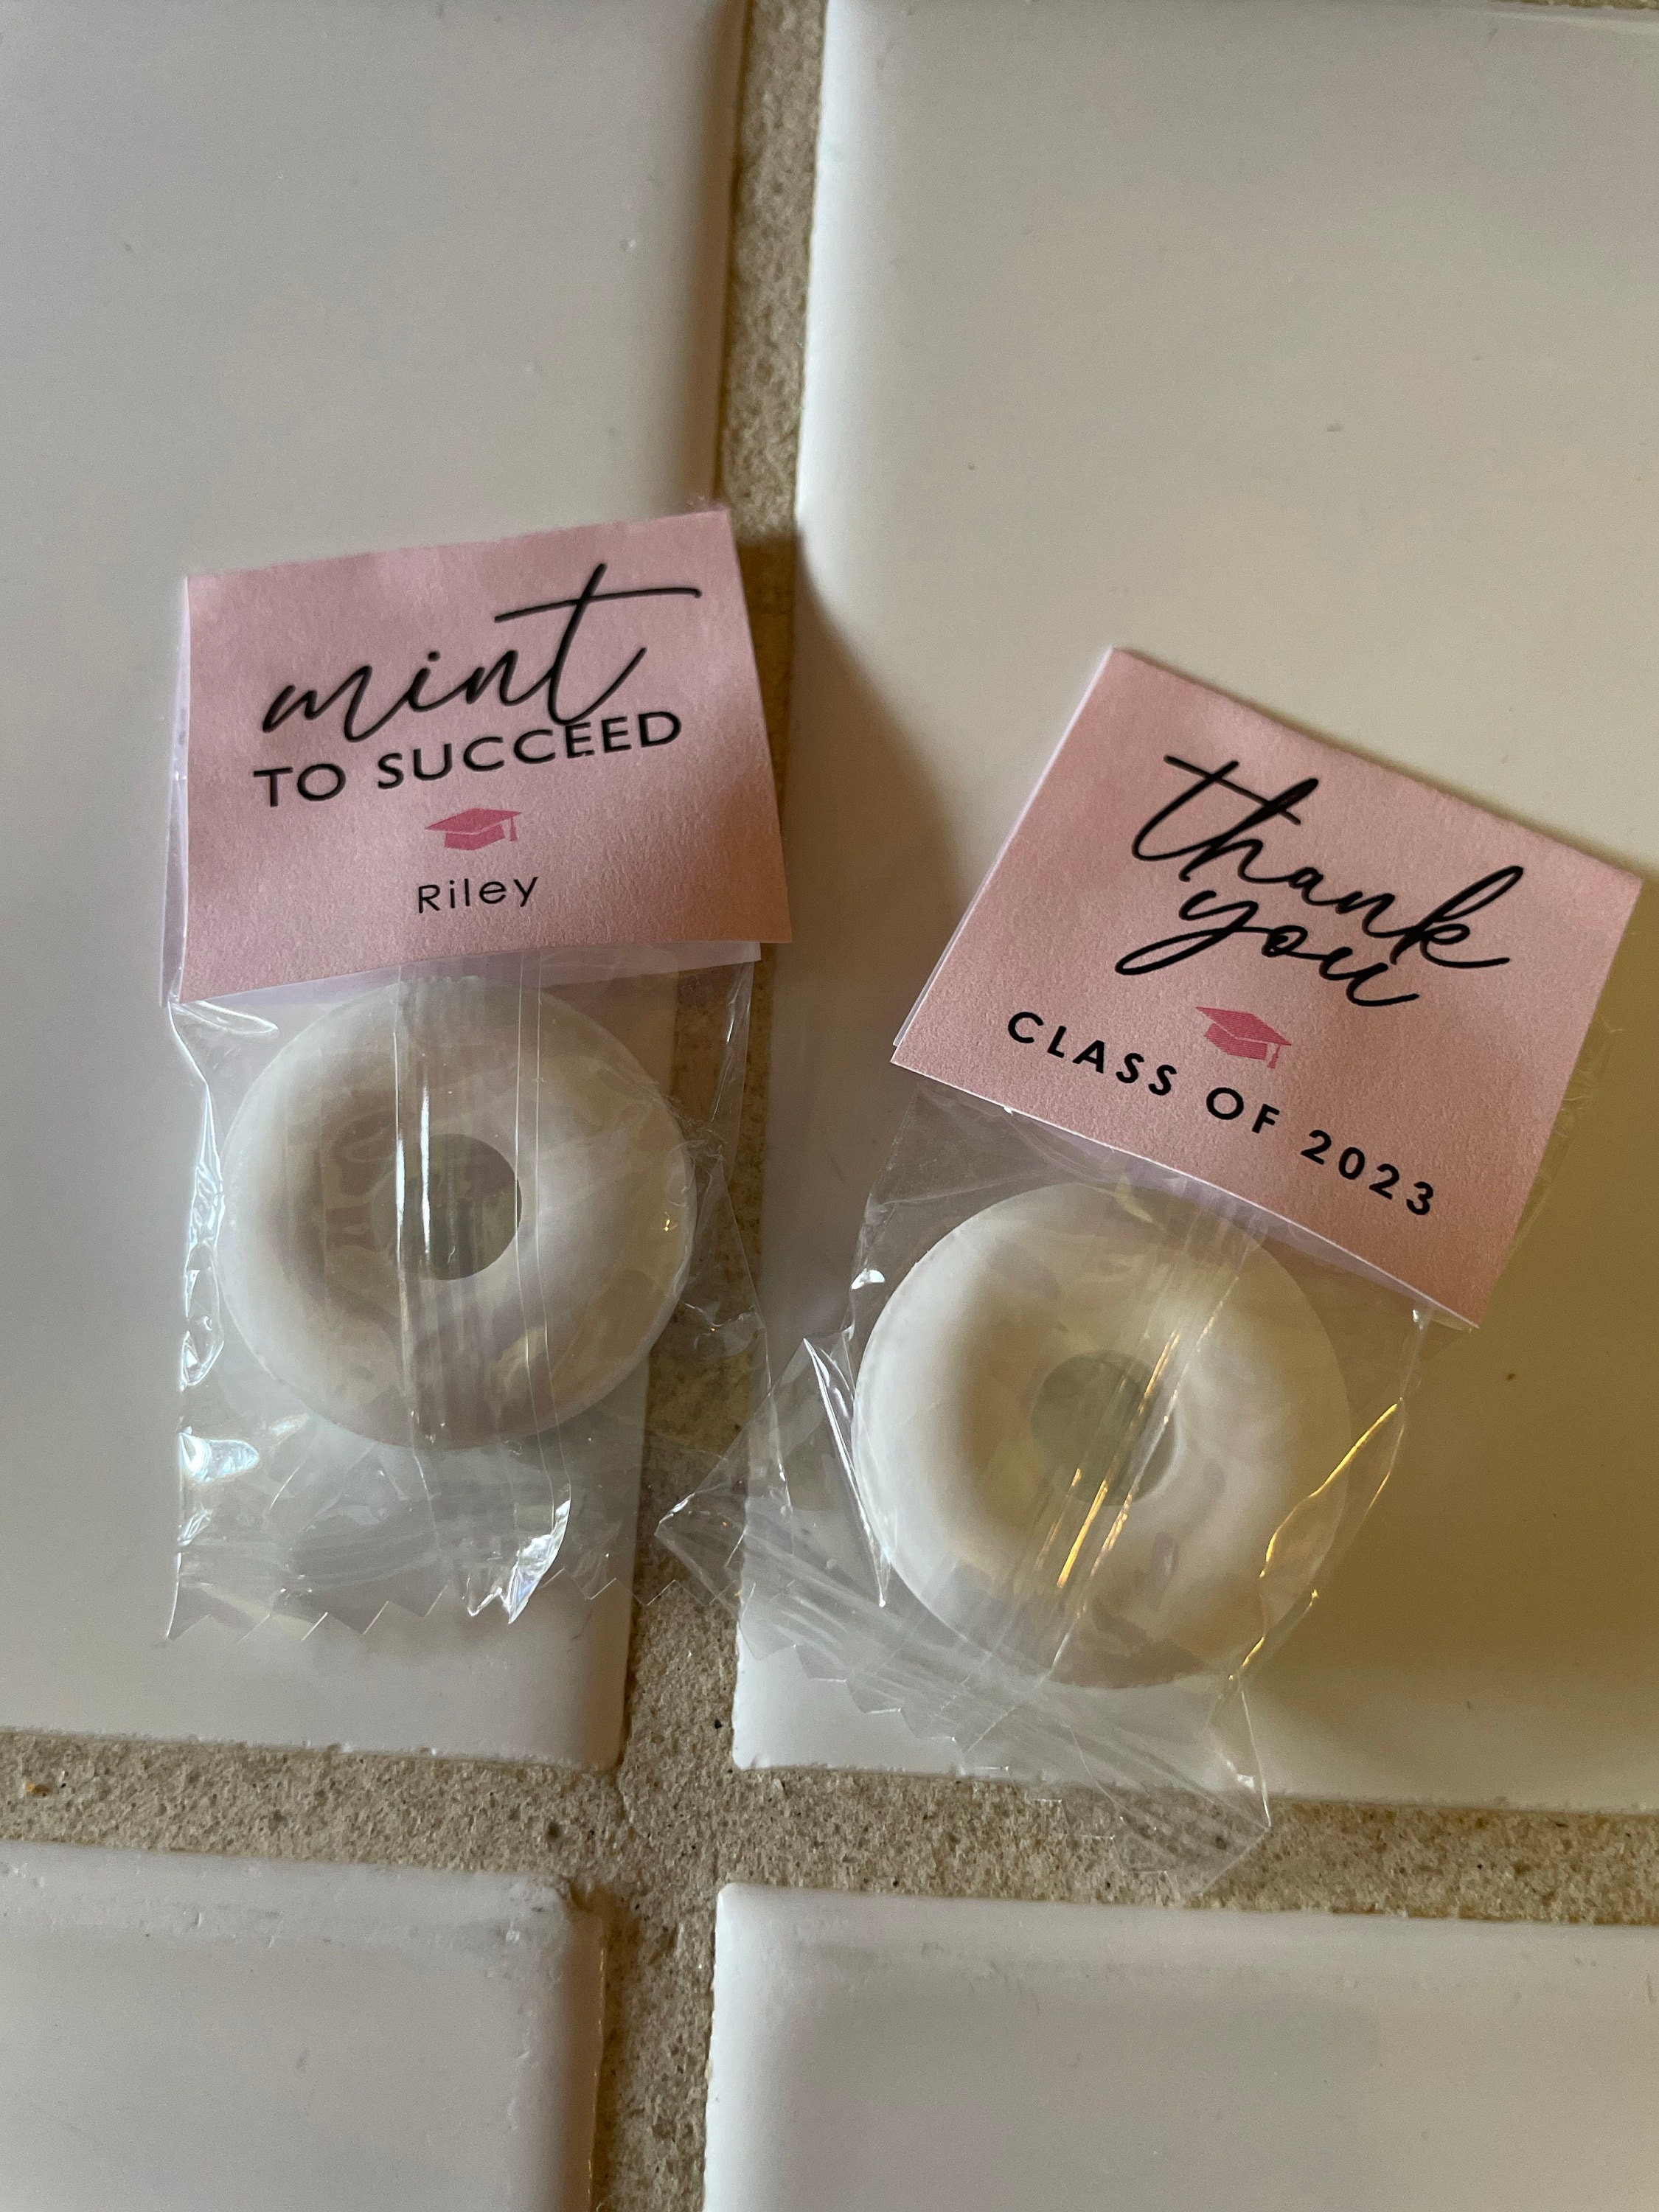 mint
TO SUCCEED
Riley
thank
you
CLASS OF 2023